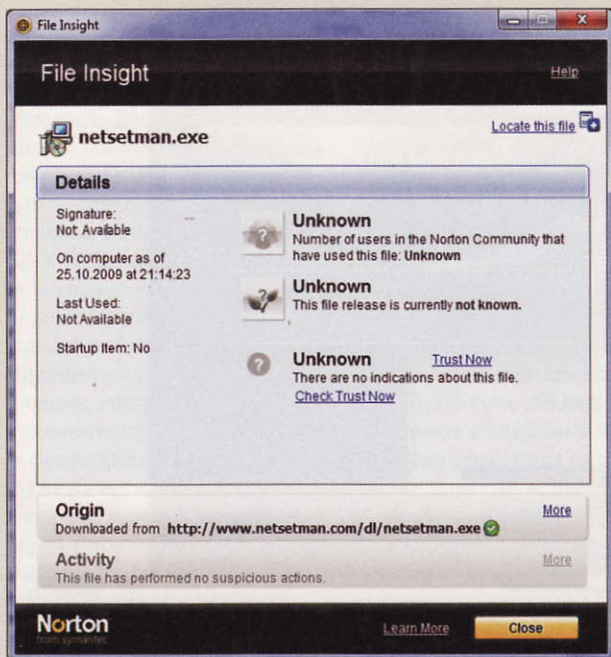 File Insight
File Insight
Help
netsetman.exe
Locate this file
Details
Signature:
Not Available
On computer as of
25.10.2009 at 21:14:23
Last Used:
Not Available
Startup Item: No
Unknown
Number of users in the Norton Community that
have used this file: Unknown
Unknown
This file release is currently not known.
Unknown
Trust Now
There are no indications about this file.
Check Trust Now
Origin
More
Downloaded from http://www.netsetman.com/dl/netsetman.exe
Activity
More
This file has performed no suspicious actions.
Norton
from symantec
Learn More
Close